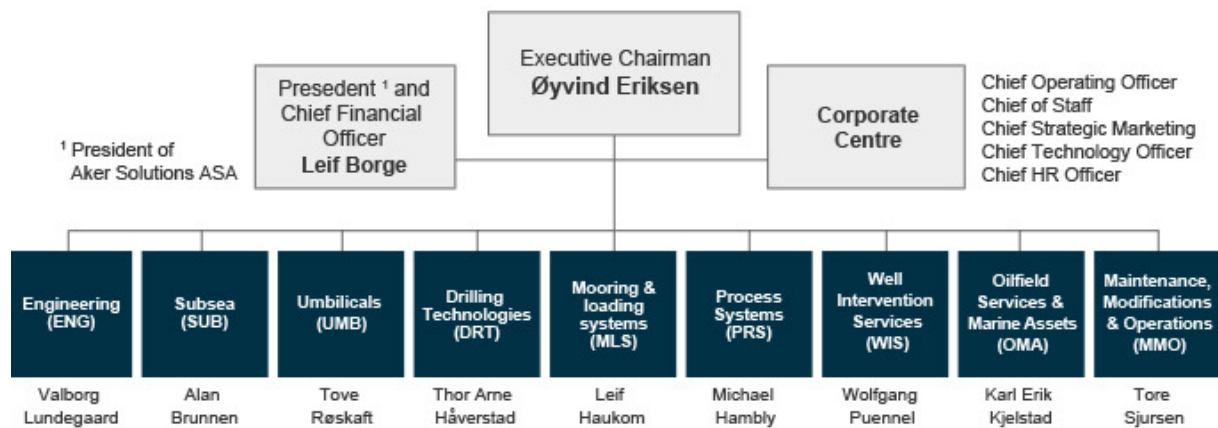 Executive Chairman
Øyvind Eriksen
Presedent ¹ and
Chief Financial
Officer
Leif Borge
¹ President of
Aker Solutions ASA
Corporate
Centre
Chief Operating Officer
Chief of Staff
Chief Strategic Marketing
Chief Technology Officer
Chief HR Officer
Engineering
(ENG)
Subsea
(SUB)
Umbilicals
(UMB)
Drilling
Technologies
(DRT)
Mooring &
loading
systems
(MLS)
Process
Systems
(PRS)
Well
Intervention
Services
(WIS)
Oilfield
Services &
Marine Assets
(OMA)
Maintenance,
Modifications
& Operations
(MMO)
Valborg
Lundegaard
Alan
Brunnen
Tove
Røskaft
Thor Arne
Håverstad
Leif
Haukom
Michael
Hambly
Wolfgang
Puennel
Karl Erik
Kjelstad
Tore
Sjursen